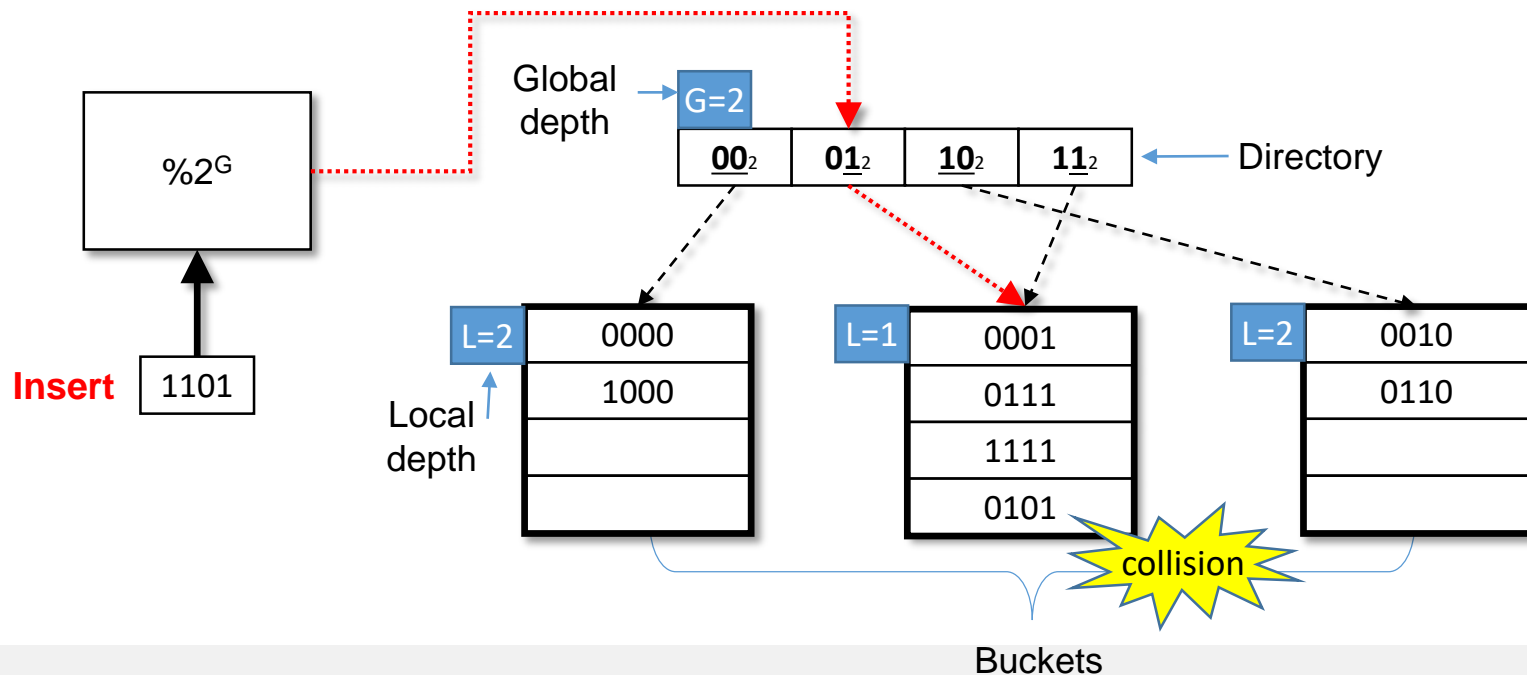 Global
depth
G=2
%2ᴳ
00₂ 01₂ 10₂ 11₂
Directory
Insert
1101
L=2
0000
1000
Local
depth
L=1
0001
0111
1111
0101
L=2
0010
0110
collision
Buckets